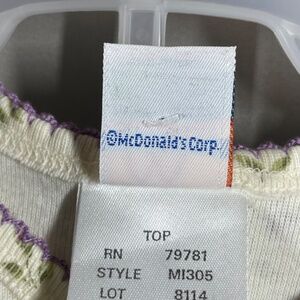 ©McDonald's Corp.
TOP
RN 79781
STYLE MI305
LOT 8114